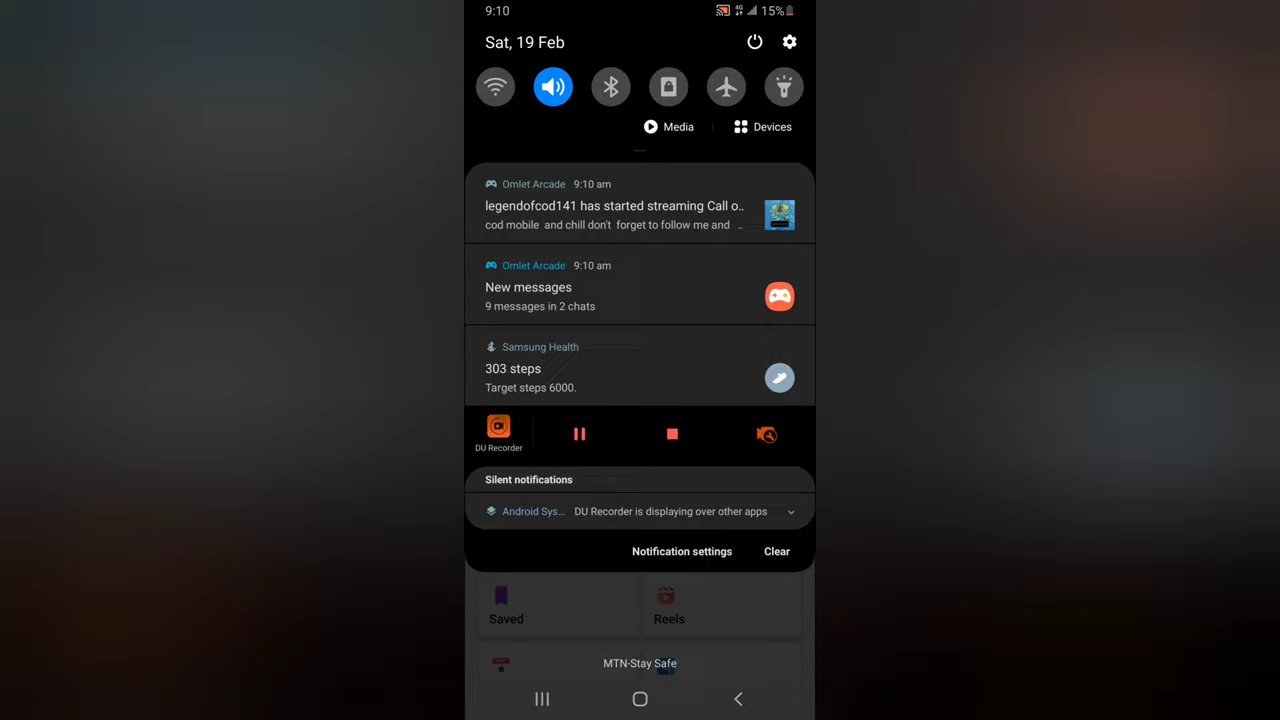 9:10
4G
15%
Sat, 19 Feb
Media
Devices
Omlet Arcade 9:10 am
legendofcod141 has started streaming Call o..
cod mobile and chill don't forget to follow me and ..
Omlet Arcade 9:10 am
New messages
9 messages in 2 chats
Samsung Health
303 steps
Target steps 6000.
DU Recorder
Silent notifications
Android Sys... DU Recorder is displaying over other apps
Notification settings
Clear
Saved
Reels
MTN-Stay Safe